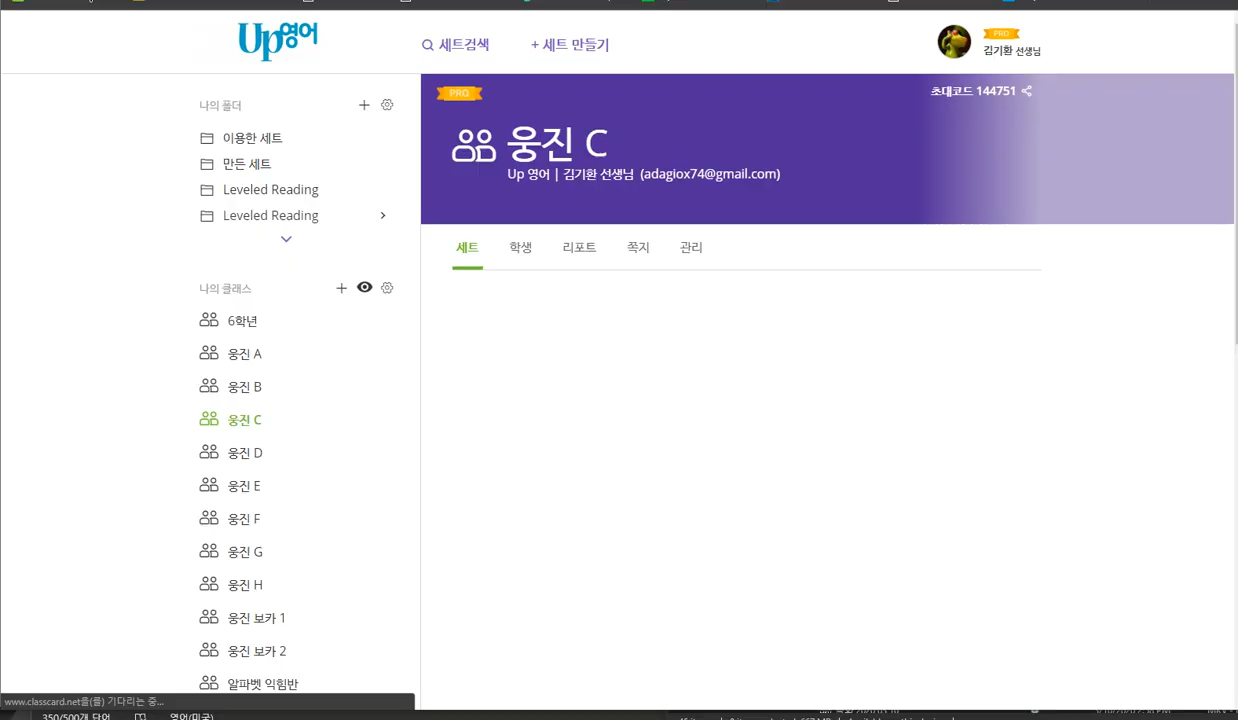 Up영어
세트검색
+ 세트 만들기
PRO
김기환 선생님
나의 폴더
이용한 세트
만든 세트
Leveled Reading
Leveled Reading
나의 클래스
6학년
웅진 A
웅진 B
웅진 C
웅진 D
웅진 E
웅진 F
웅진 G
웅진 H
웅진 보카 1
웅진 보카 2
알파벳 익힘반
PRO
초대코드 144751
웅진 C
Up 영어 | 김기환 선생님 (adagiox74@gmail.com)
세트 학생 리포트 쪽지 관리
www.classcard.net을(를) 기다리는 중...
350/500개 단어 영어(미국)